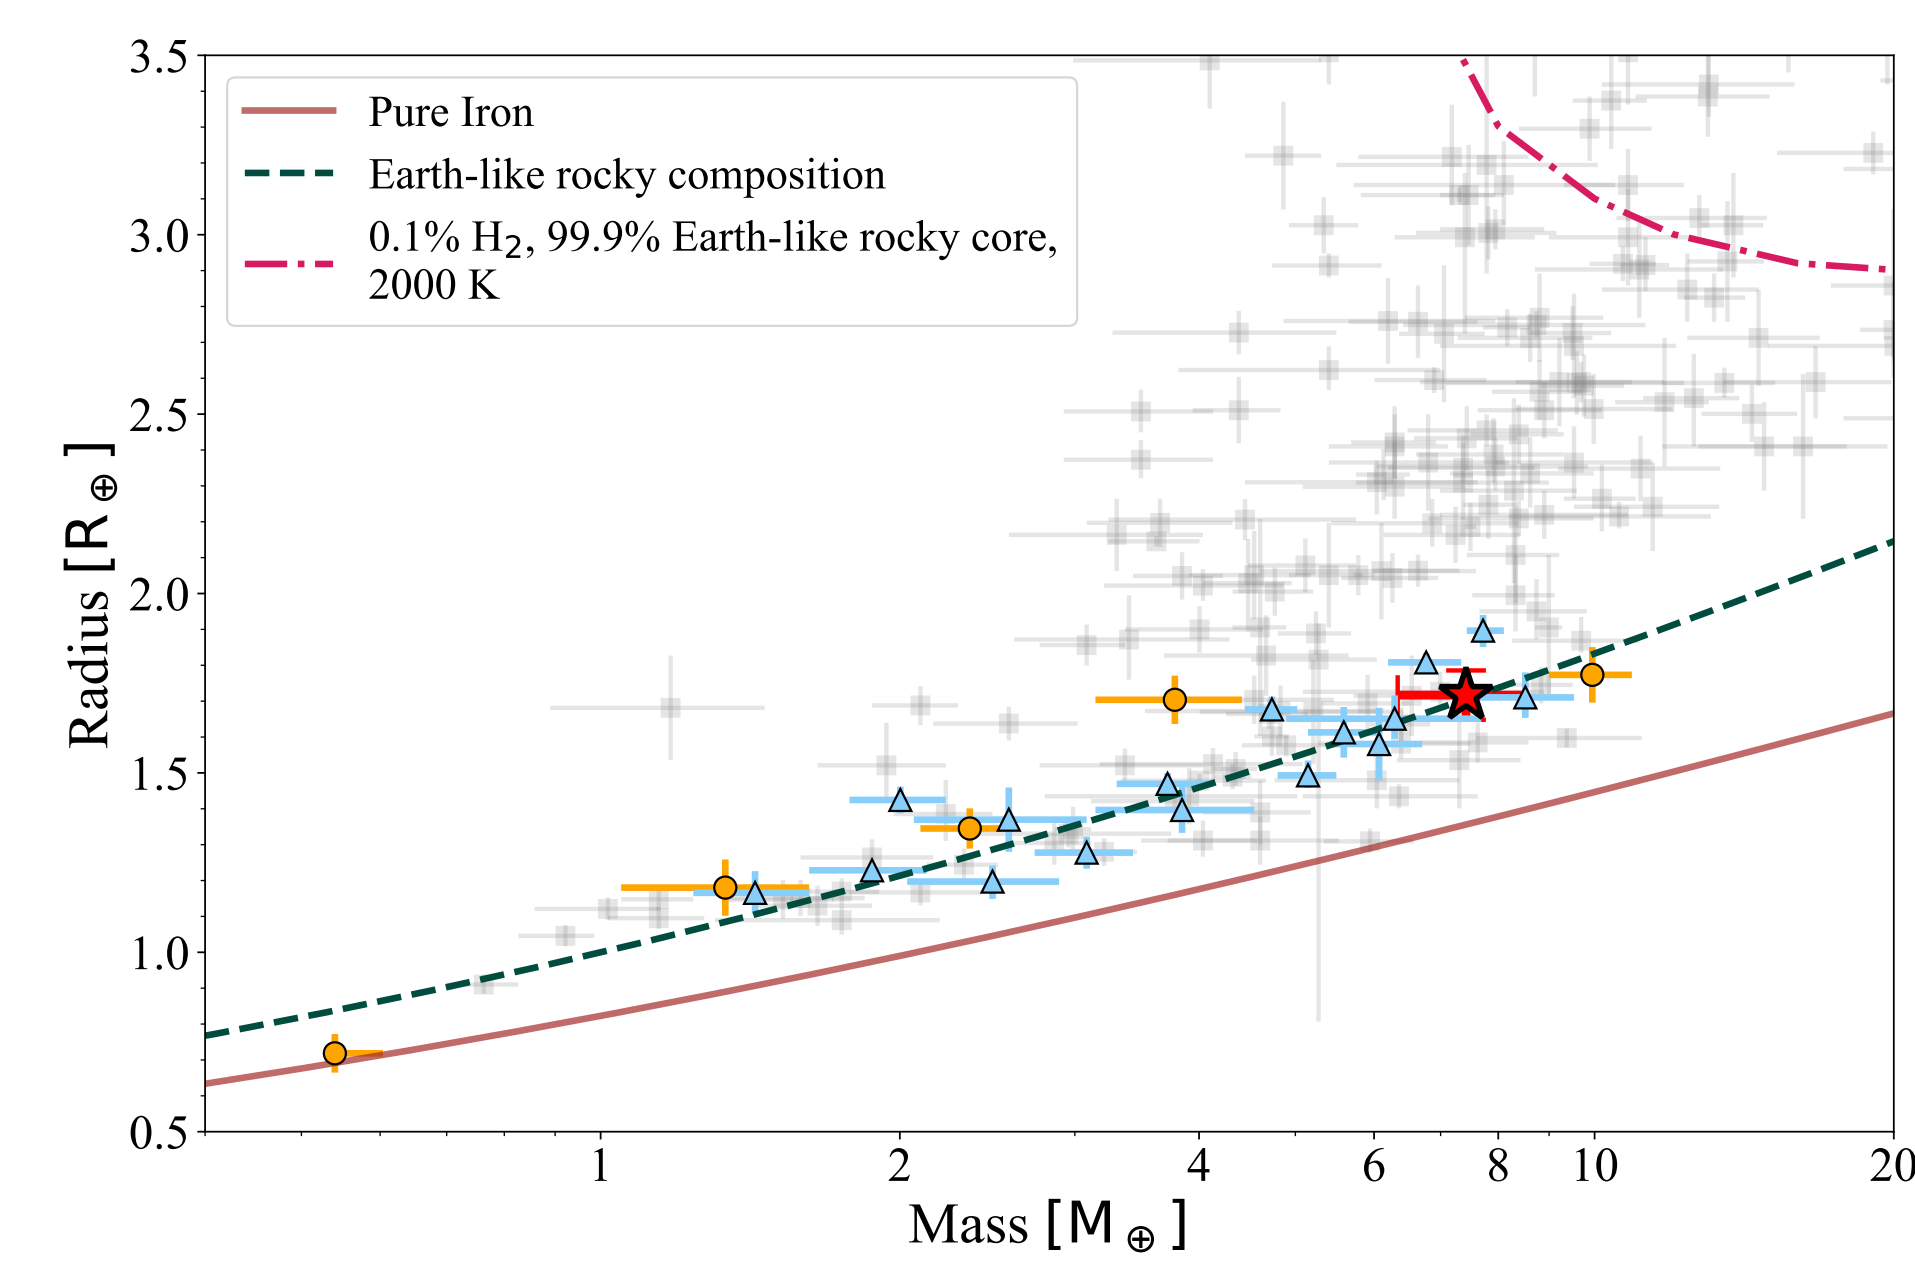 3.5
3.0
2.5
2.0
1.5
1.0
0.5
Radius [R⊕]
Pure Iron
Earth-like rocky composition
0.1% H₂, 99.9% Earth-like rocky core,
2000 K
1 2 4 6 8 10 20
Mass [M⊕]